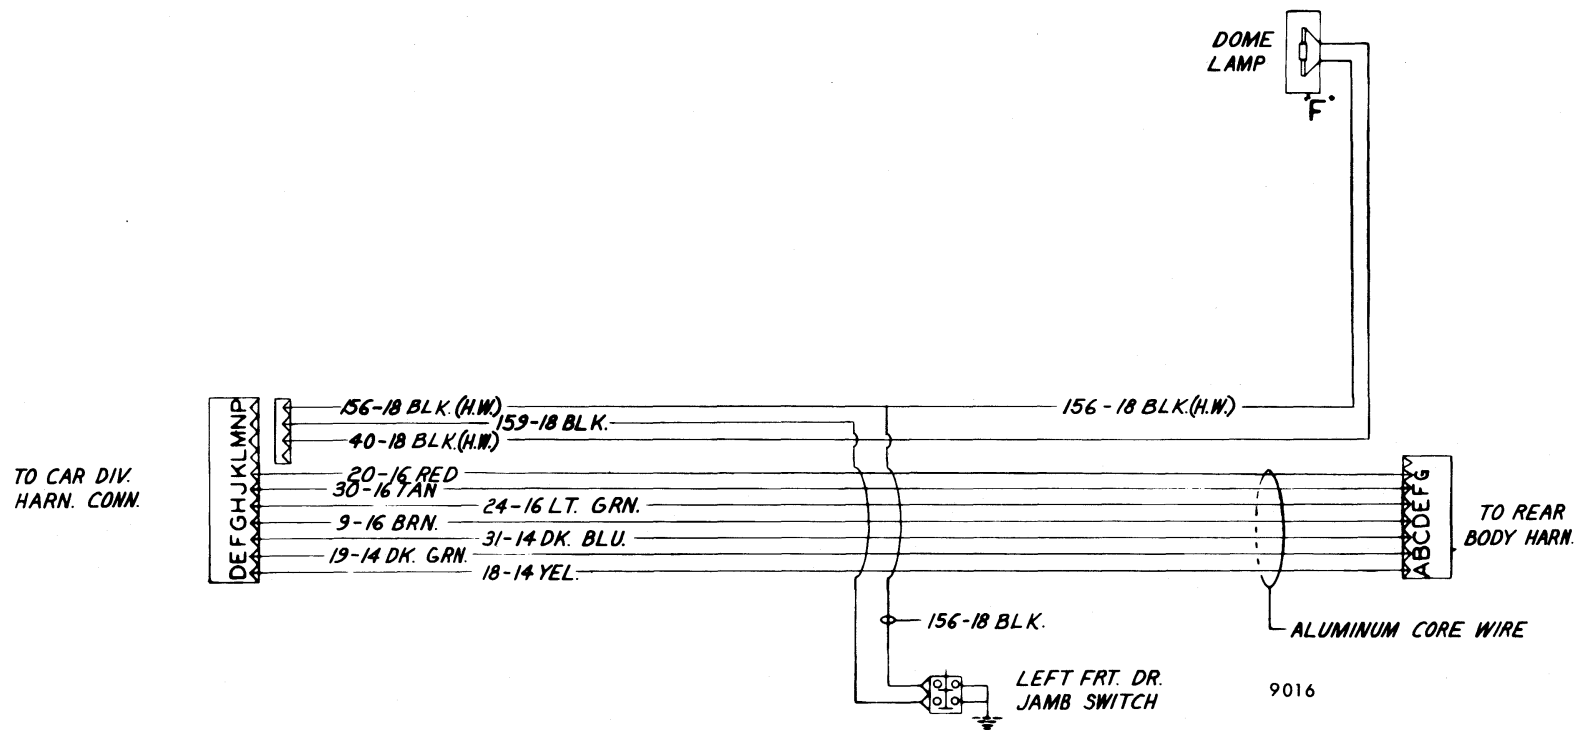 DOME
LAMP
"F"
156-18 BLK.(H.W.)
156-18 BLK.(H.W.)
159-18 BLK.
40-18 BLK.(H.W.)
DEFGHJKLMNP
TO CAR DIV.
HARN. CONN.
20-16 RED
30-16 TAN
24-16 LT. GRN.
9-16 BRN.
31-14 DK. BLU.
19-14 DK. GRN.
18-14 YEL.
ABCDEFG
TO REAR
BODY HARN.
156-18 BLK.
ALUMINUM CORE WIRE
LEFT FRT. DR.
JAMB SWITCH
9016